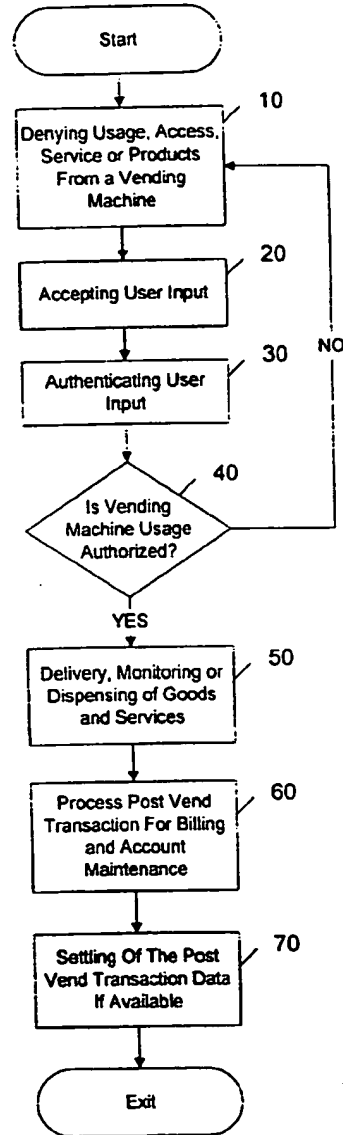 Start
10
Denying Usage, Access,
Service or Products
From a Vending
Machine
20
Accepting User Input
30
NO
Authenticating User
Input
40
Is Vending
Machine Usage
Authorized?
YES
50
Delivery, Monitoring or
Dispensing of Goods
and Services
60
Process Post Vend
Transaction For Billing
and Account
Maintenance
70
Settling Of The Post
Vend Transaction Data
If Available
Exit